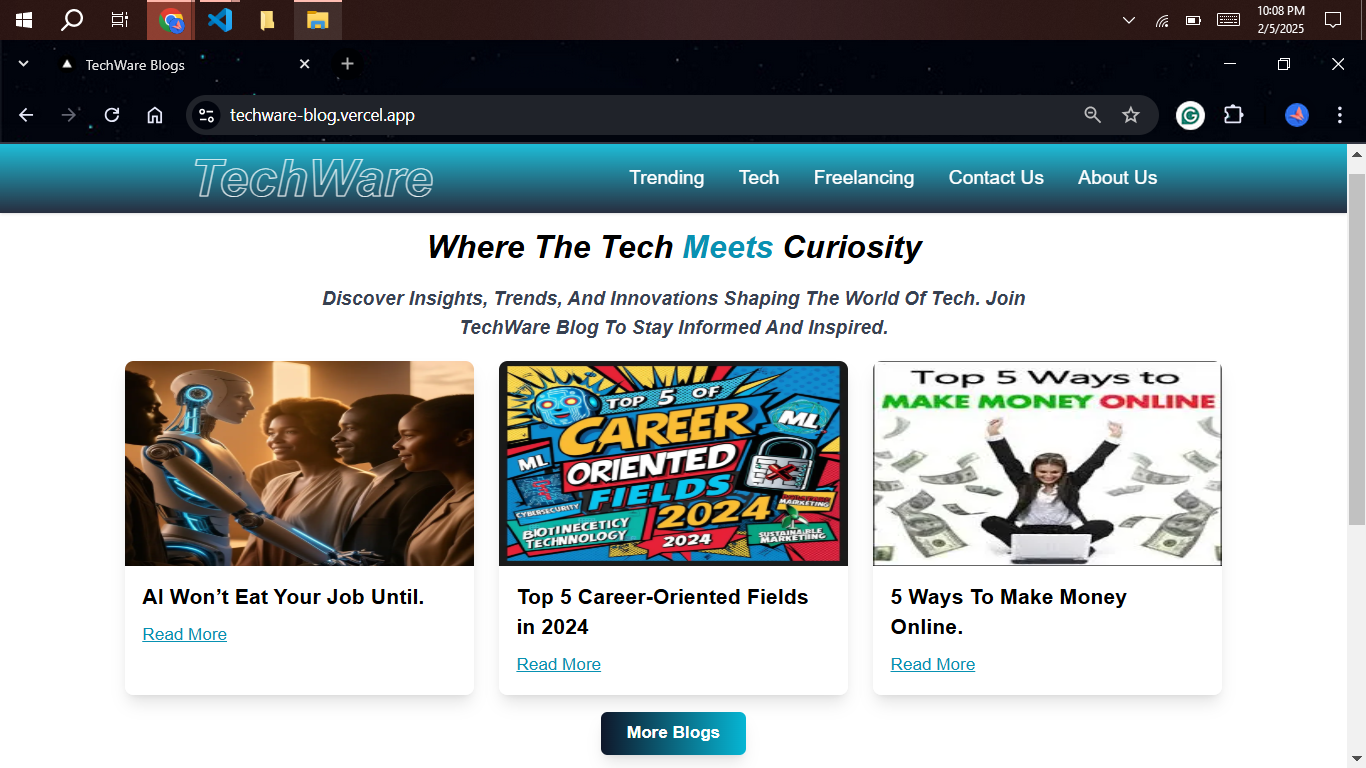 10:08 PM
2/5/2025
TechWare Blogs
techware-blog.vercel.app
TechWare
Trending Tech Freelancing Contact Us About Us
Where The Tech Meets Curiosity
Discover Insights, Trends, And Innovations Shaping The World Of Tech. Join
TechWare Blog To Stay Informed And Inspired.
TOP 5 OF
CAREER
ML
ML
ORIENTED
FIELDS
CYBERSECURITY
2024
MARKETING
BIOTINECETICY
TECHNNOLOGY
2024
SUSTAINABLE
MARKETING
Top 5 Ways to
MAKE MONEY ONLINE
AI Won’t Eat Your Job Until.
Read More
Top 5 Career-Oriented Fields
in 2024
Read More
5 Ways To Make Money
Online.
Read More
More Blogs